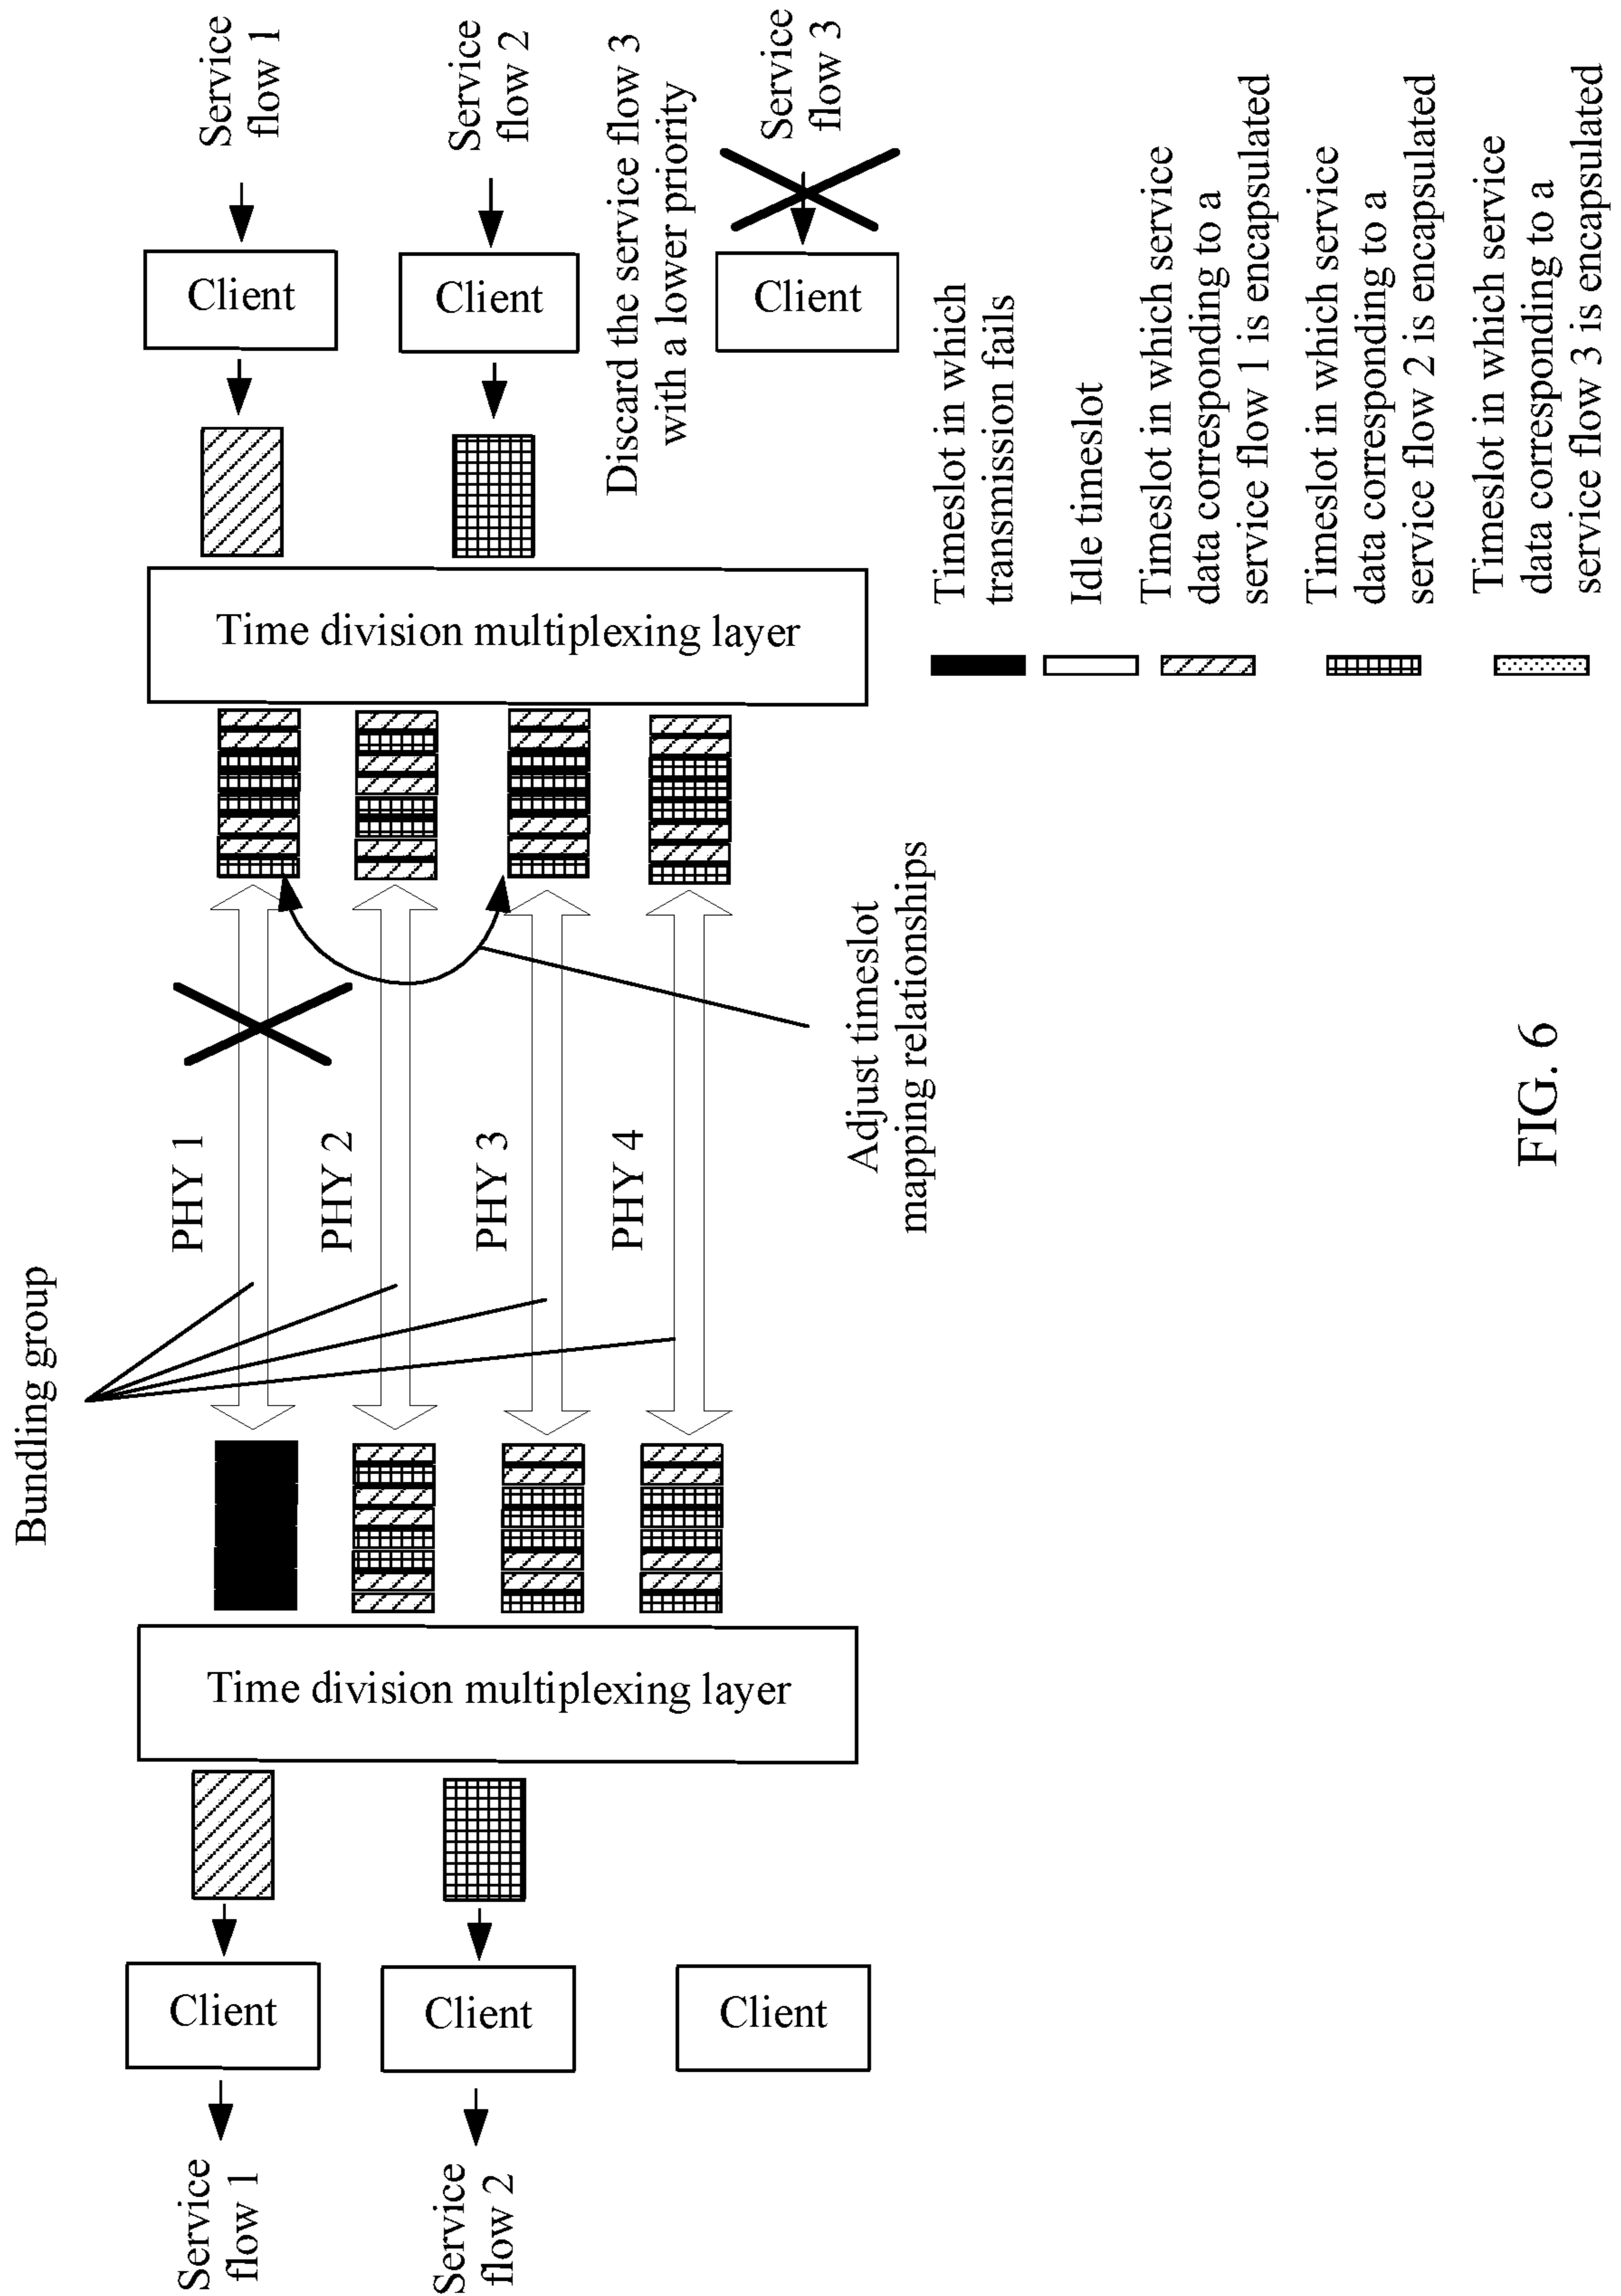 Bundling group
Service
flow 1
Client
Time division multiplexing layer
PHY 1
Client
Service
flow 1
Service
flow 2
Client
PHY 2
Client
Service
flow 2
PHY 3
Discard the service flow 3
with a lower priority
Client
PHY 4
Client
Service
flow 3
Time division multiplexing layer
Adjust timeslot
mapping relationships
Timeslot in which
transmission fails
Idle timeslot
Timeslot in which service
data corresponding to a
service flow 1 is encapsulated
Timeslot in which service
data corresponding to a
service flow 2 is encapsulated
Timeslot in which service
data corresponding to a
service flow 3 is encapsulated
FIG. 6